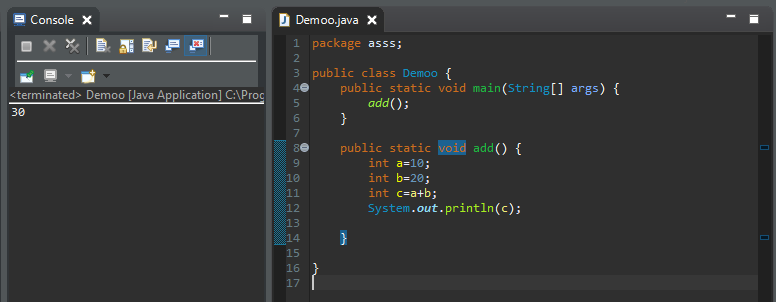 Console
<terminated> Demoo [Java Application] C:\Prog
30
Demoo.java
1 package asss;
2
3 public class Demoo {
4 public static void main(String[] args) {
5 add();
6 }
7
8 public static void add() {
9 int a=10;
10 int b=20;
11 int c=a+b;
12 System.out.println(c);
13
14 }
15
16 }
17